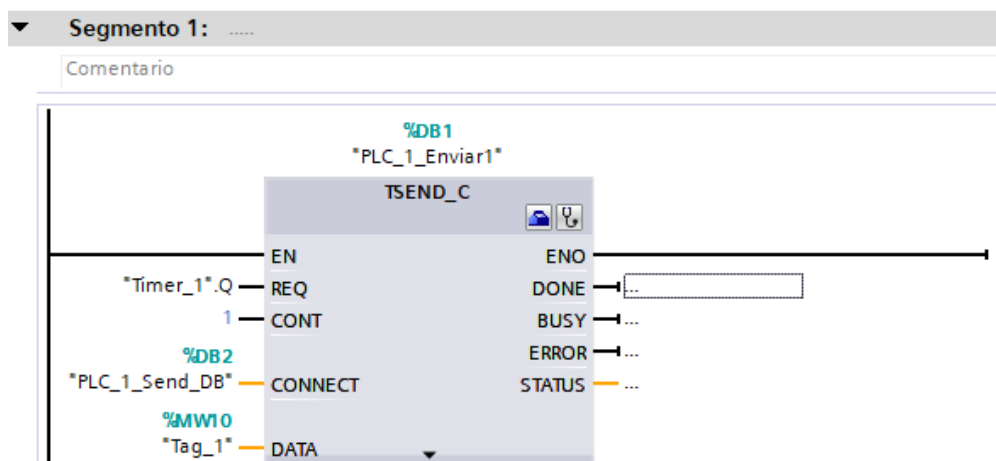 Segmento 1: .....
Comentario
%DB1
"PLC_1_Enviar1"
TSEND_C
EN ENO
"Timer_1".Q REQ DONE ...
1 CONT BUSY ...
ERROR ...
%DB2
"PLC_1_Send_DB" CONNECT STATUS ...
%MW10
"Tag_1" DATA